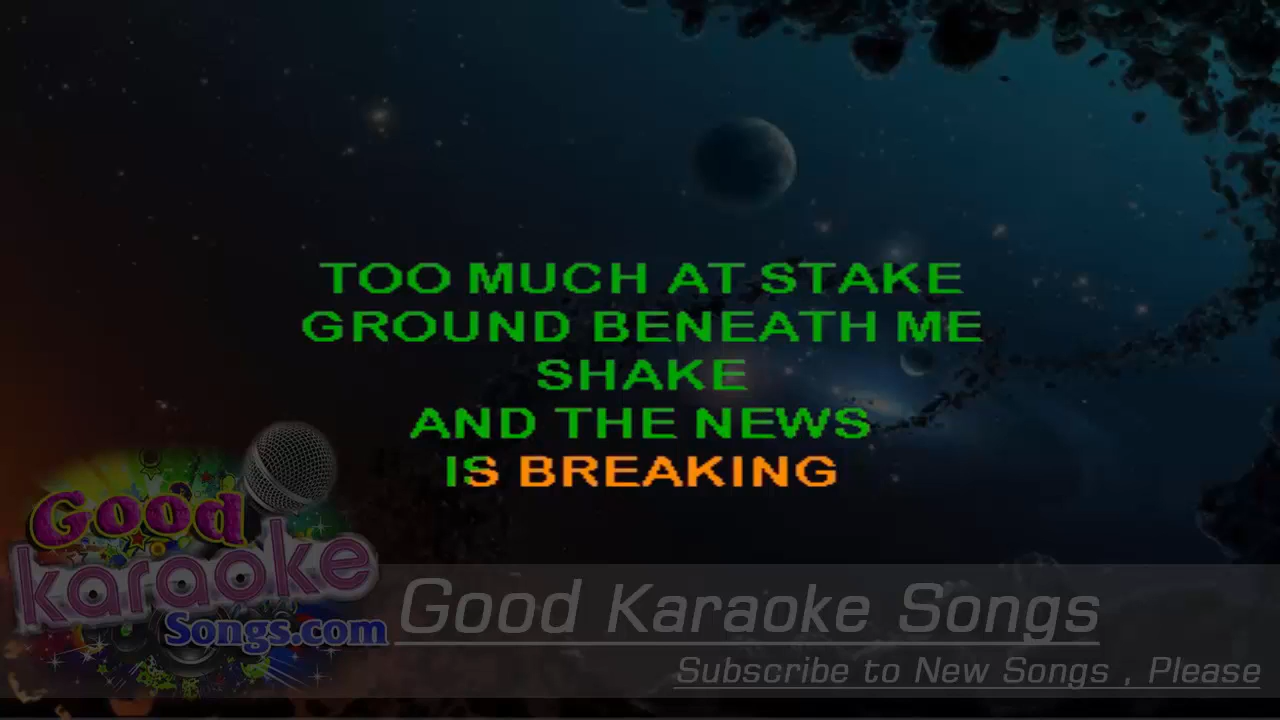 TOO MUCH AT STAKE
GROUND BENEATH ME
SHAKE
AND THE NEWS
IS BREAKING
Good
karaoke
Songs.com
Good Karaoke Songs
Subscribe to New Songs , Please